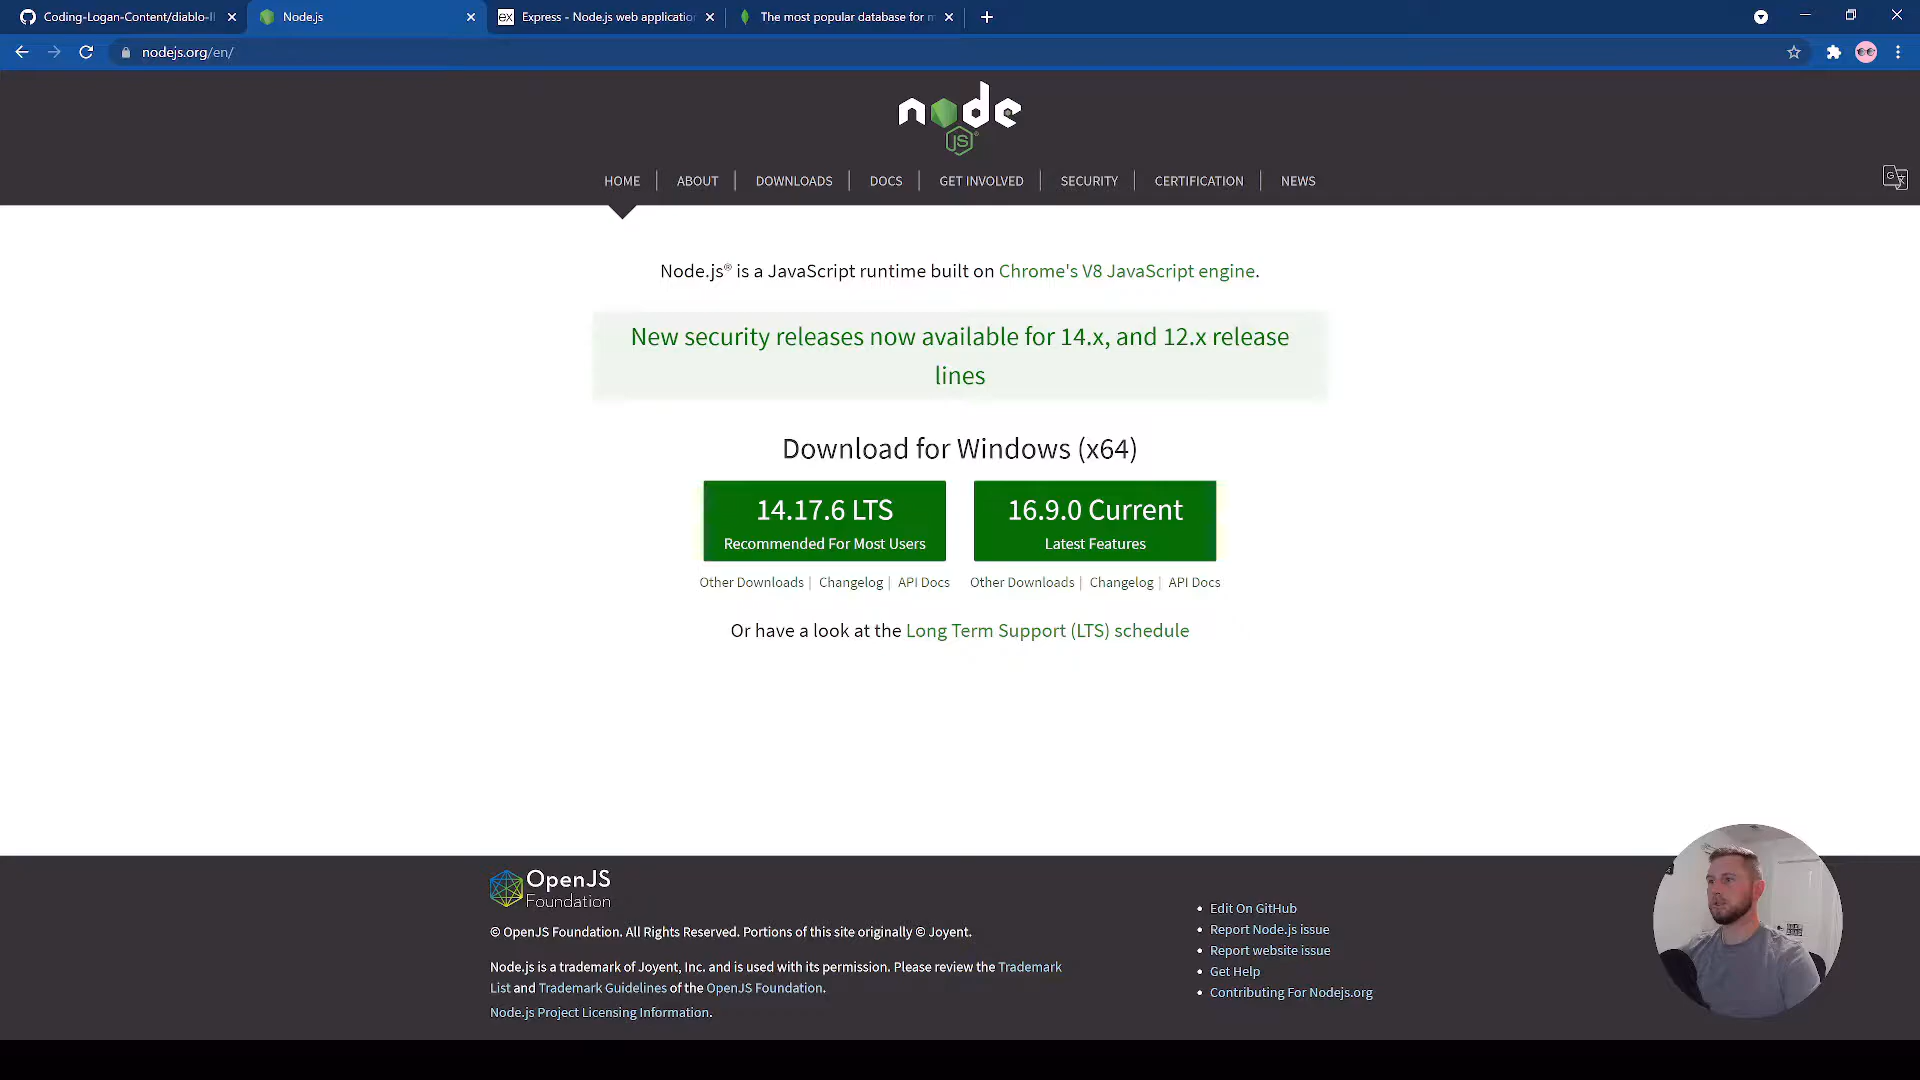 Coding-Logan-Content/diablo-II
Node.js
Express - Node.js web application
The most popular database for m
nodejs.org/en/
node
JS
HOME
ABOUT
DOWNLOADS
DOCS
GET INVOLVED
SECURITY
CERTIFICATION
NEWS
Node.js® is a JavaScript runtime built on Chrome's V8 JavaScript engine.
New security releases now available for 14.x, and 12.x release
lines
Download for Windows (x64)
14.17.6 LTS
Recommended For Most Users
16.9.0 Current
Latest Features
Other Downloads | Changelog | API Docs
Other Downloads | Changelog | API Docs
Or have a look at the Long Term Support (LTS) schedule
OpenJS
Foundation
© OpenJS Foundation. All Rights Reserved. Portions of this site originally © Joyent.
Node.js is a trademark of Joyent, Inc. and is used with its permission. Please review the Trademark
List and Trademark Guidelines of the OpenJS Foundation.
Node.js Project Licensing Information.
Edit On GitHub
Report Node.js issue
Report website issue
Get Help
Contributing For Nodejs.org